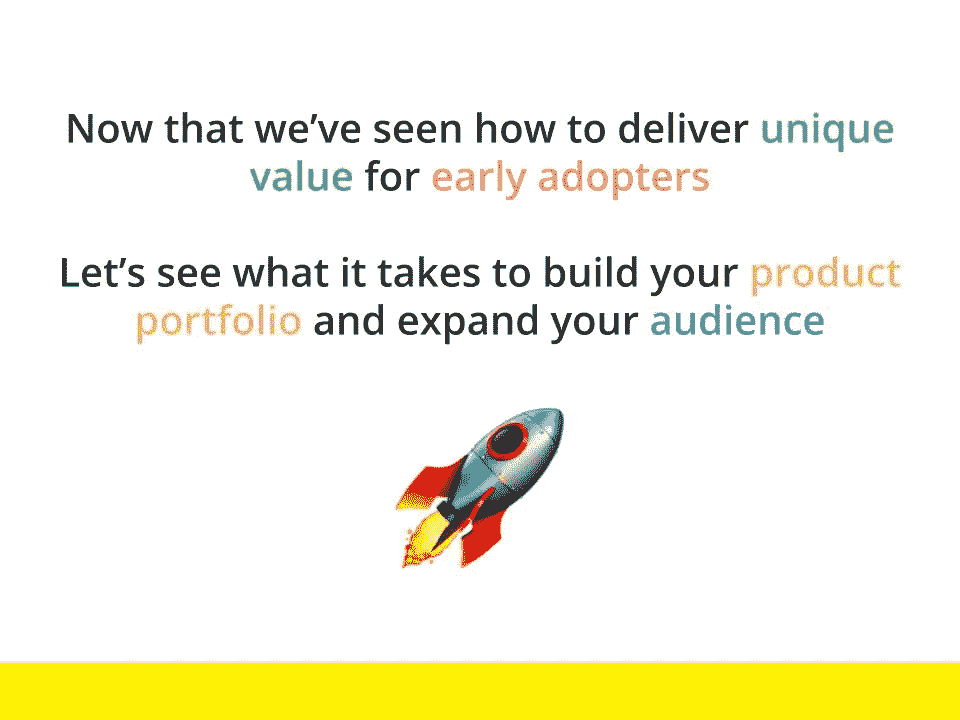 Now that we’ve seen how to deliver unique
value for early adopters
Let’s see what it takes to build your product
portfolio and expand your audience